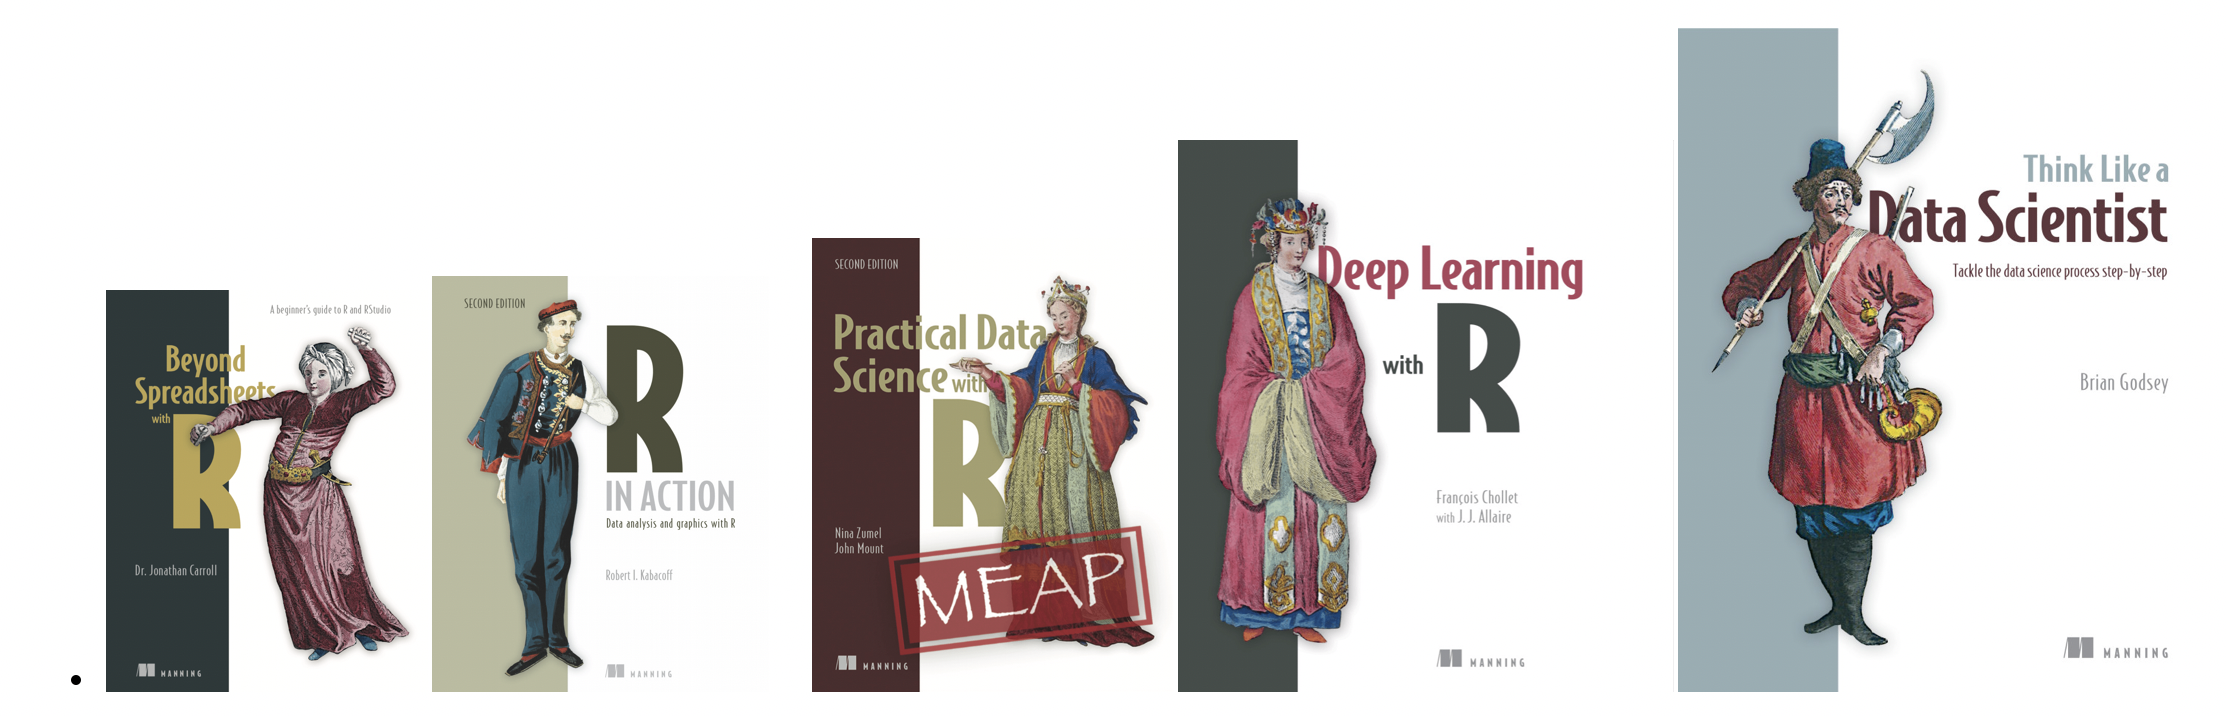 A beginner's guide to R and RStudio
Beyond
Spreadsheets
with
R
Dr. Jonathan Carroll
MANNING
SECOND EDITION
R
IN ACTION
Data analysis and graphics with R
Robert I. Kabacoff
MANNING
SECOND EDITION
Practical Data
Science with
R
Nina Zumel
John Mount
MEAP
MANNING
Deep Learning
with R
François Chollet
with J. J. Allaire
MANNING
Think Like a
Data Scientist
Tackle the data science process step-by-step
Brian Godsey
MANNING